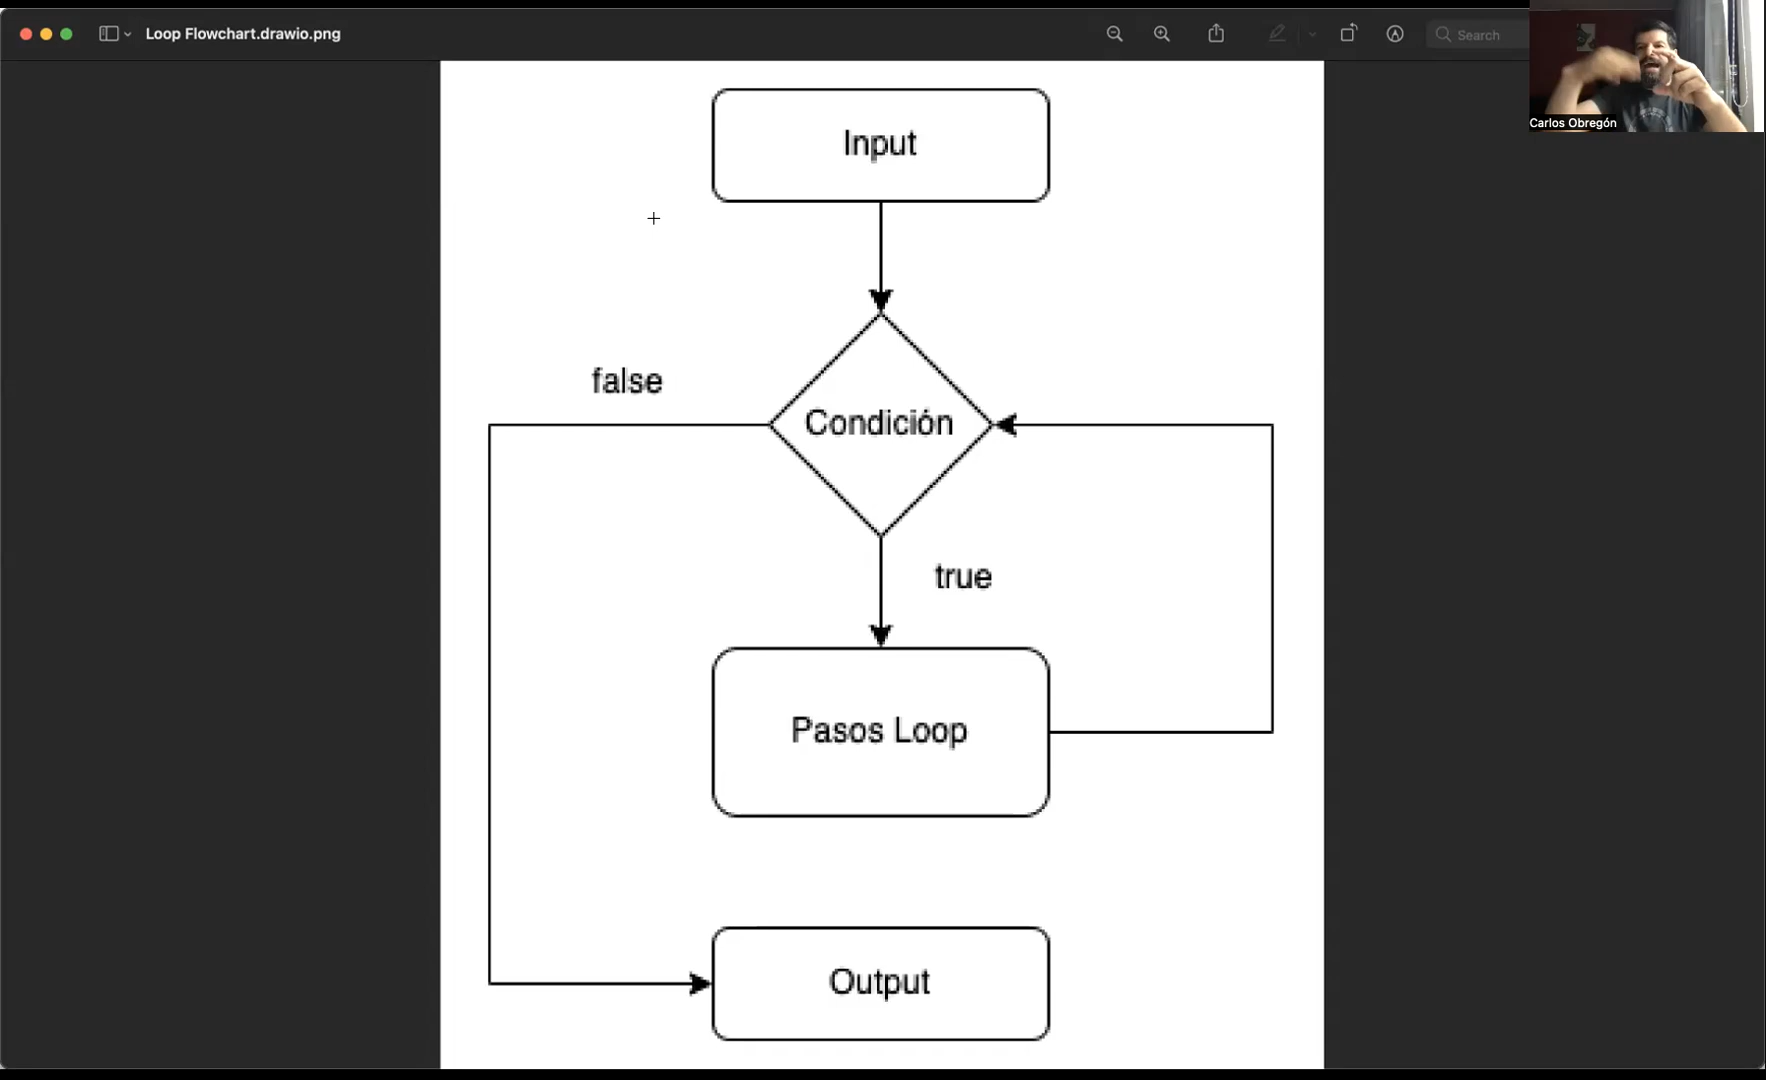 Loop Flowchart.drawio.png
Search
Carlos Obregón
Input
false
Condición
true
Pasos Loop
Output